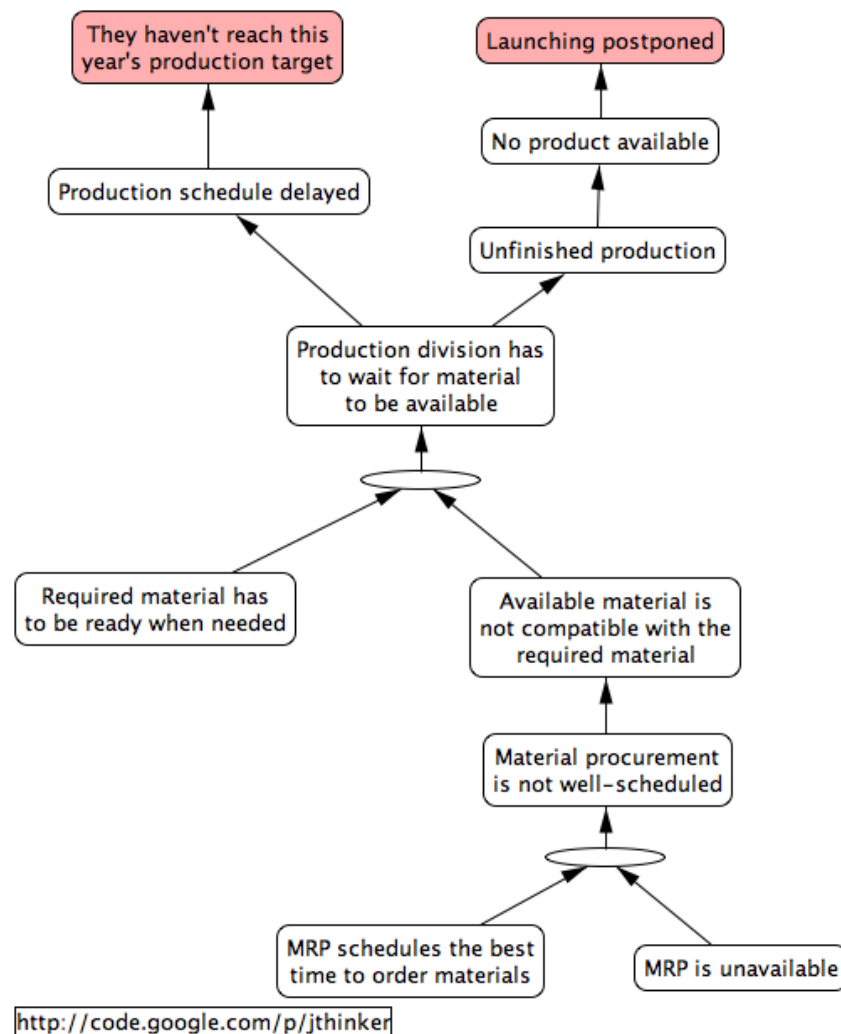 They haven't reach this
year's production target
Launching postponed
No product available
Production schedule delayed
Unfinished production
Production division has
to wait for material
to be available
Required material has
to be ready when needed
Available material is
not compatible with the
required material
Material procurement
is not well-scheduled
MRP schedules the best
time to order materials
MRP is unavailable
http://code.google.com/p/jthinker